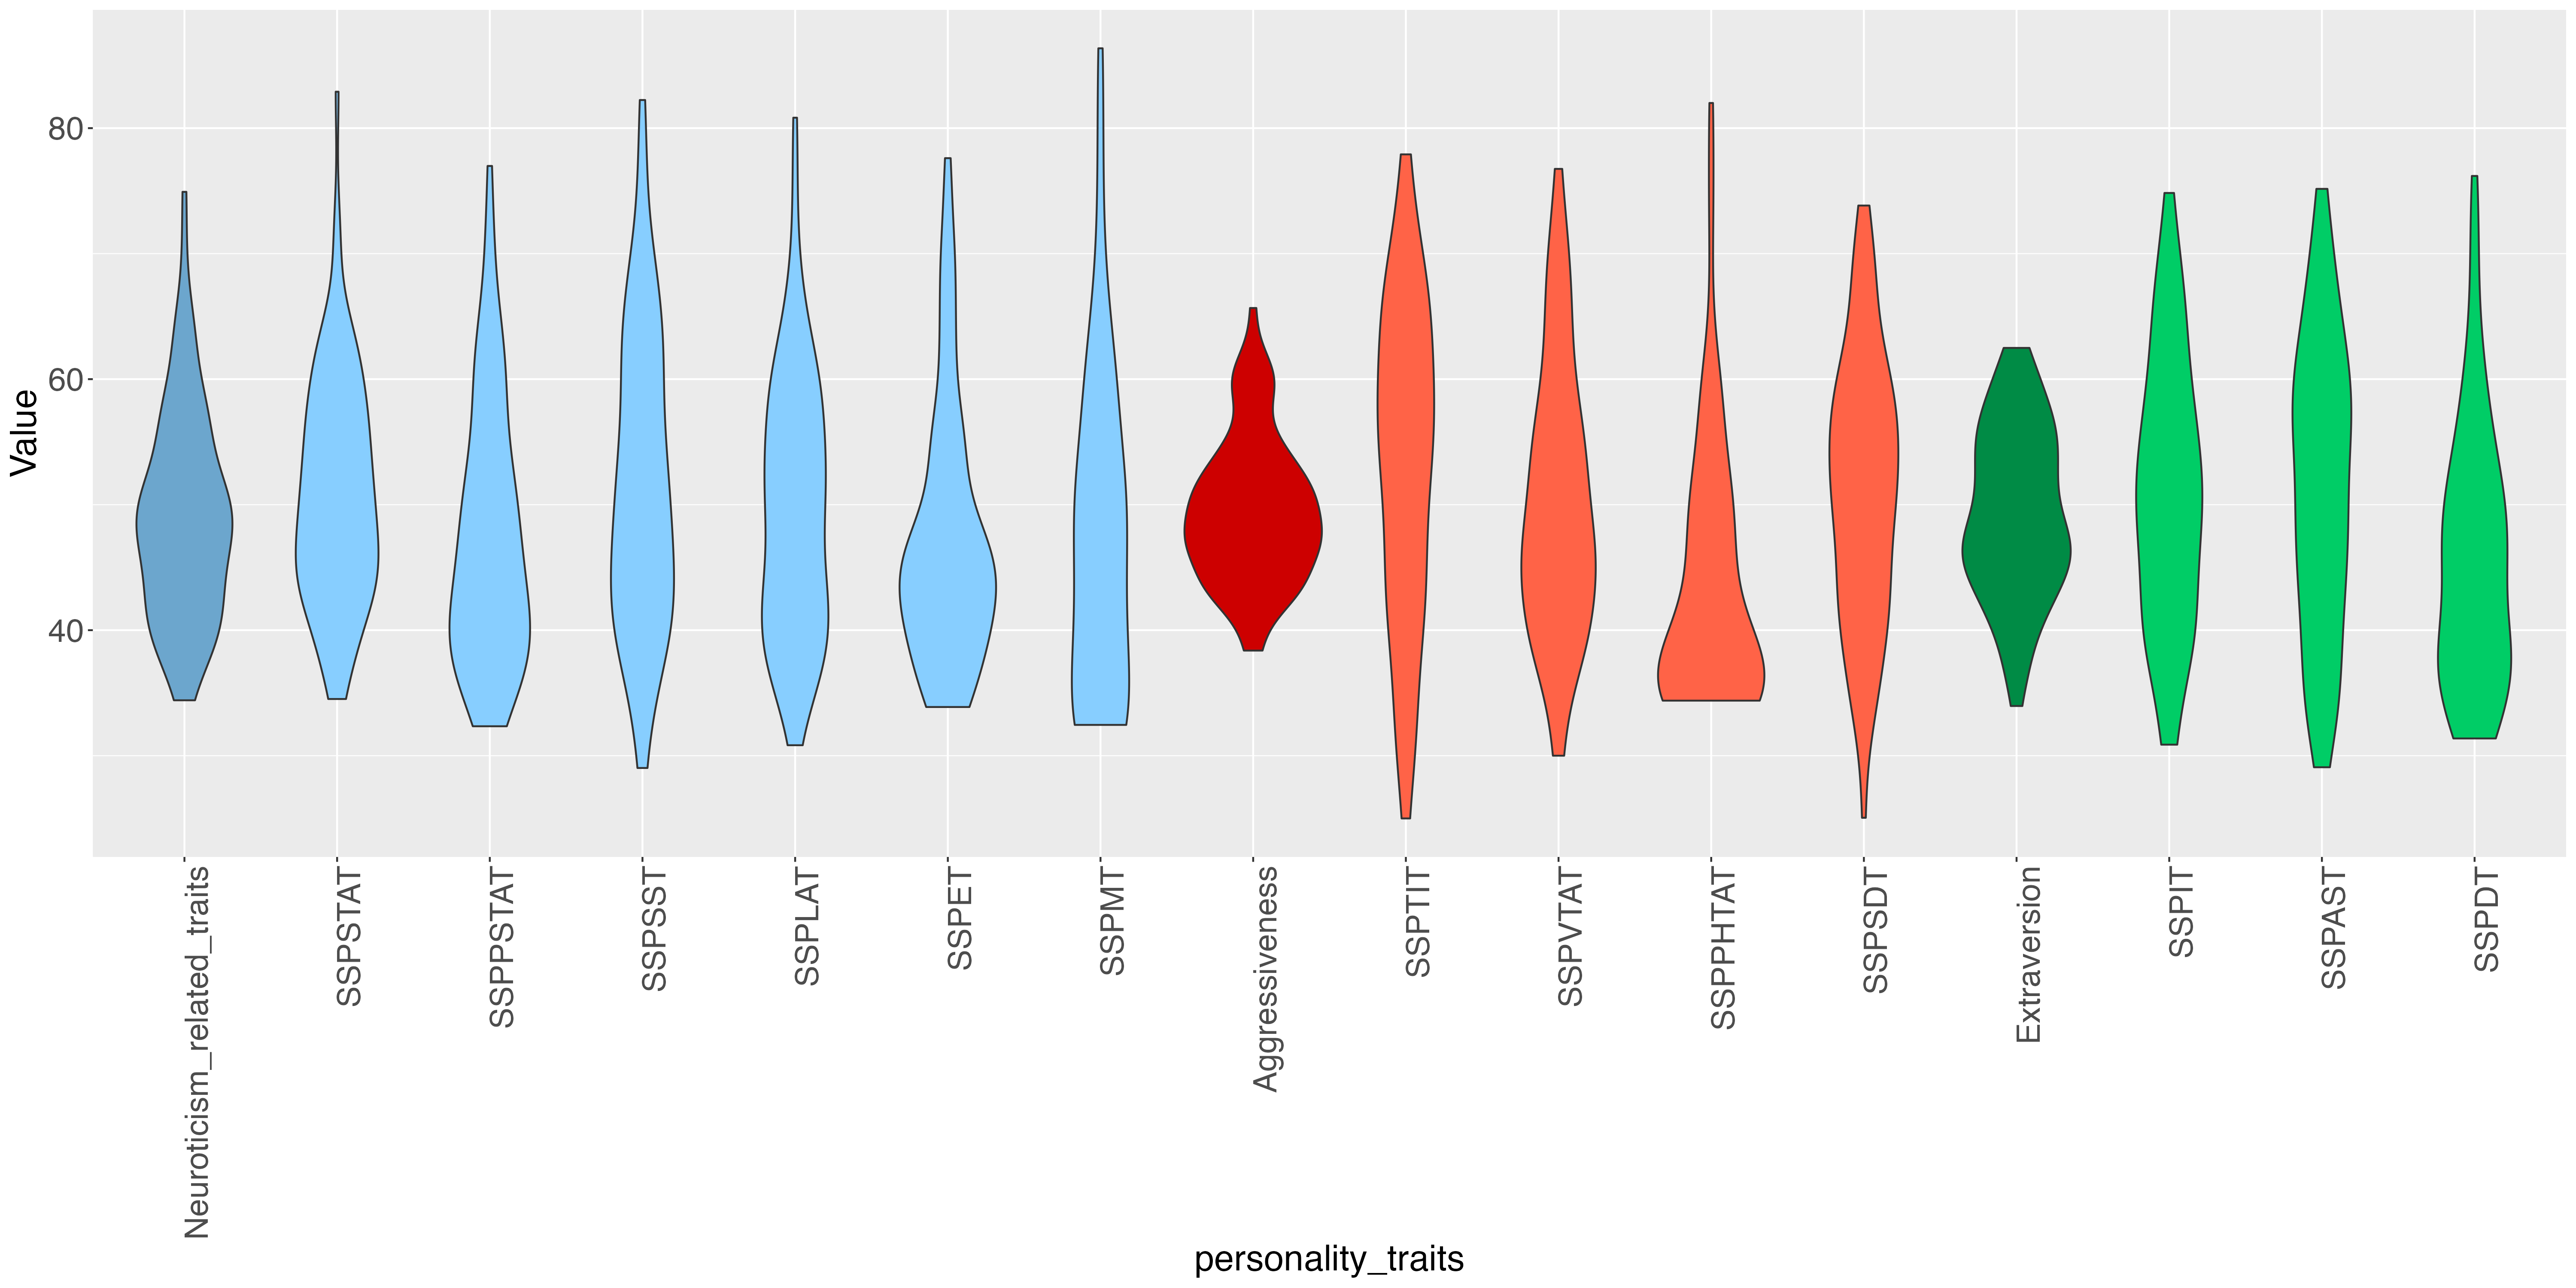 Value
80
60
40
Neuroticism_related_traits
SSPSTAT
SSPPSTAT
SSPSST
SSPLAT
SSPET
SSPMT
Aggressiveness
SSPTIT
SSPVTAT
SSPPHTAT
SSPSDT
Extraversion
SSPIT
SSPAST
SSPDT
personality_traits